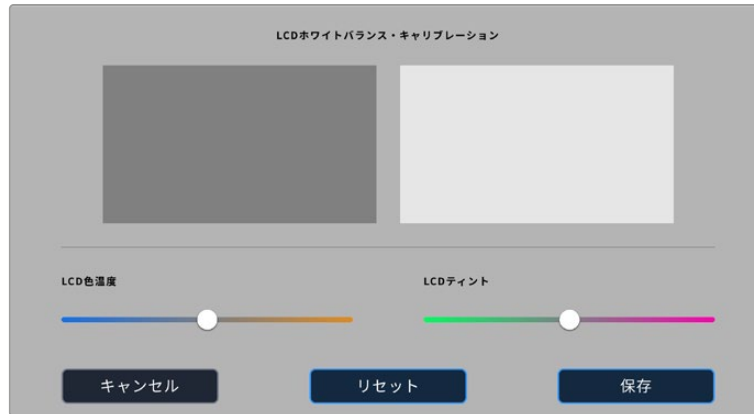 LCDホワイトバランス・キャリブレーション
LCD色温度
LCDティント
キャンセル
リセット
保存